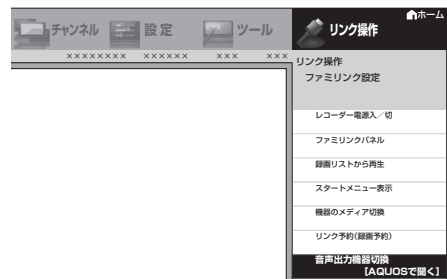 ホーム
チャンネル 設定 ツール リンク操作
×××××××× ×××××× ××× ×××
リンク操作
ファミリンク設定
レコーダー電源入／切
ファミリンクパネル
録画リストから再生
スタートメニュー表示
機器のメディア切換
リンク予約(録画予約)
音声出力機器切換
[AQUOSで聞く]